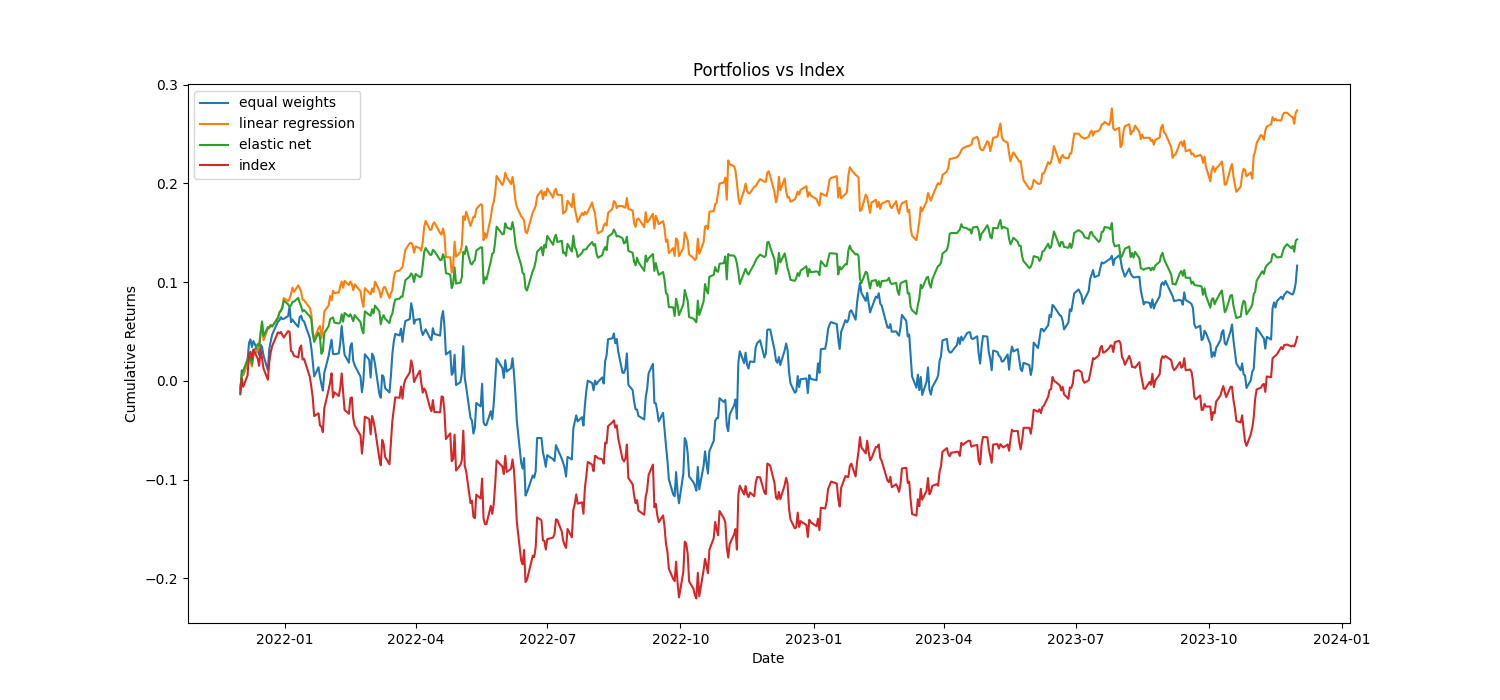 Portfolios vs Index
equal weights
linear regression
elastic net
index
Cumulative Returns
0.3
0.2
0.1
0.0
−0.1
−0.2
2022-01 2022-04 2022-07 2022-10 2023-01 2023-04 2023-07 2023-10 2024-01
Date